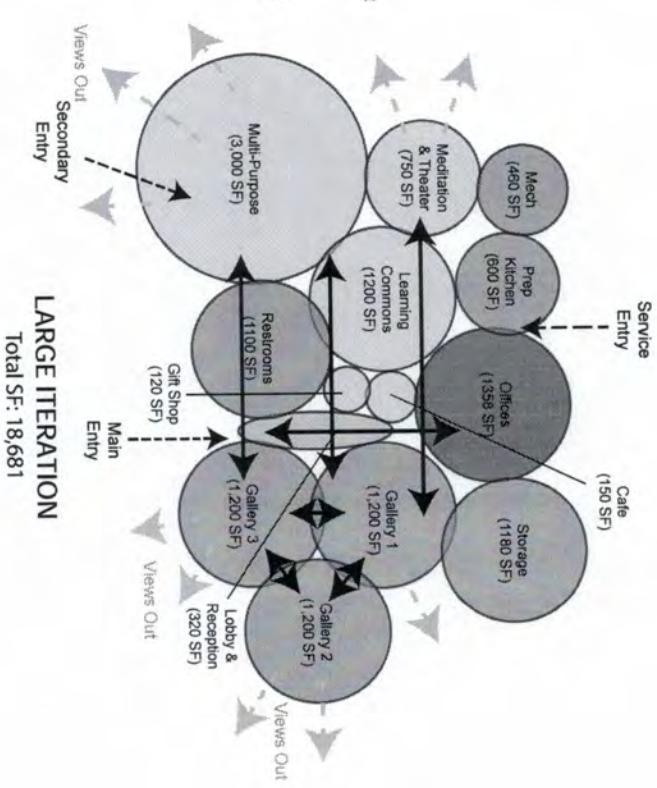 Views Out
Secondary
Entry
Multi-Purpose
(3,000 SF)
Meditation
& Theater
(750 SF)
Mech
(460 SF)
Prep
Kitchen
(600 SF)
Service
Entry
Learning
Commons
(1200 SF)
Restrooms
(1100 SF)
Offices
(1358 SF)
Gift Shop
(120 SF)
Cafe
(150 SF)
Main
Entry
Gallery 3
(1,200 SF)
Gallery 1
(1,200 SF)
Storage
(1180 SF)
Gallery 2
(1,200 SF)
Lobby &
Reception
(320 SF)
Views Out
Views Out
LARGE ITERATION
Total SF: 18,681